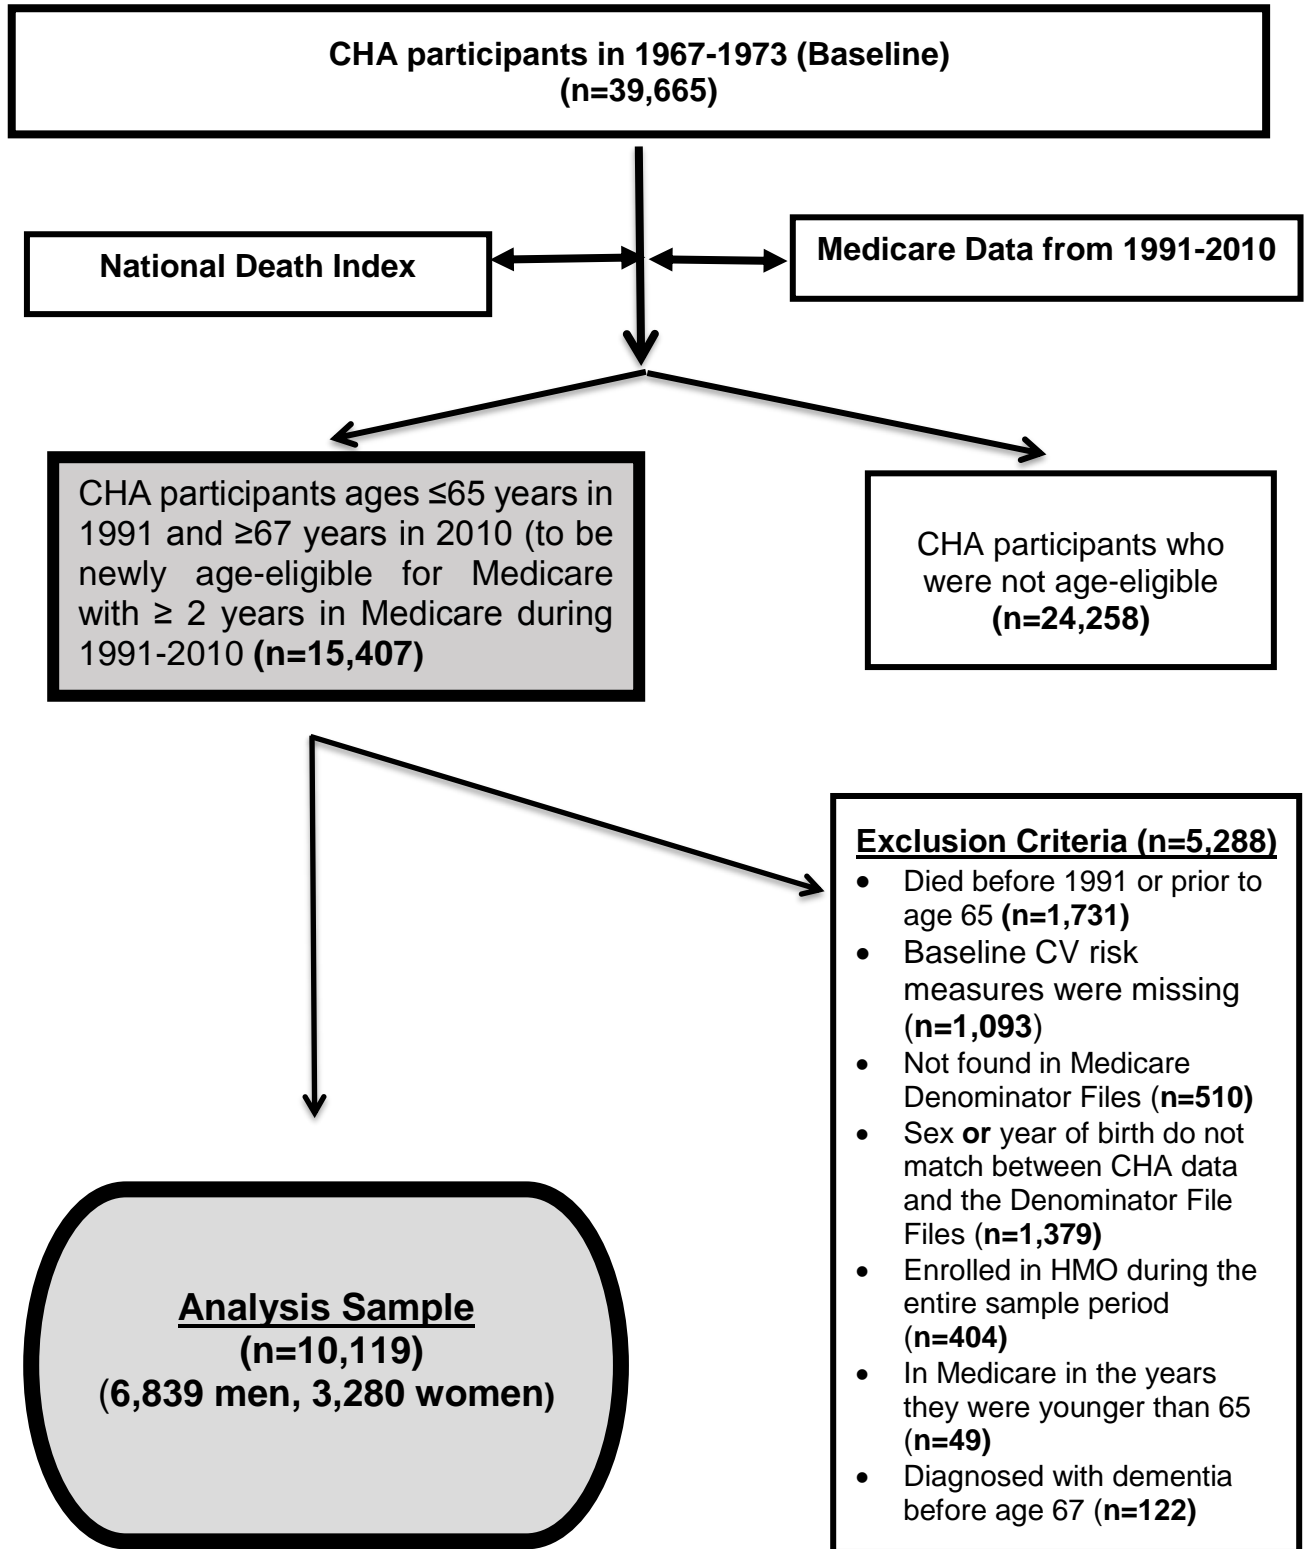 CHA participants in 1967-1973 (Baseline)
(n=39,665)
National Death Index
Medicare Data from 1991-2010
CHA participants ages ≤65 years in
1991 and ≥67 years in 2010 (to be
newly age-eligible for Medicare
with ≥ 2 years in Medicare during
1991-2010 (n=15,407)
CHA participants who
were not age-eligible
(n=24,258)
Exclusion Criteria (n=5,288)
• Died before 1991 or prior to
age 65 (n=1,731)
• Baseline CV risk
measures were missing
(n=1,093)
• Not found in Medicare
Denominator Files (n=510)
• Sex or year of birth do not
match between CHA data
and the Denominator File
Files (n=1,379)
• Enrolled in HMO during the
entire sample period
(n=404)
• In Medicare in the years
they were younger than 65
(n=49)
• Diagnosed with dementia
before age 67 (n=122)
Analysis Sample
(n=10,119)
(6,839 men, 3,280 women)